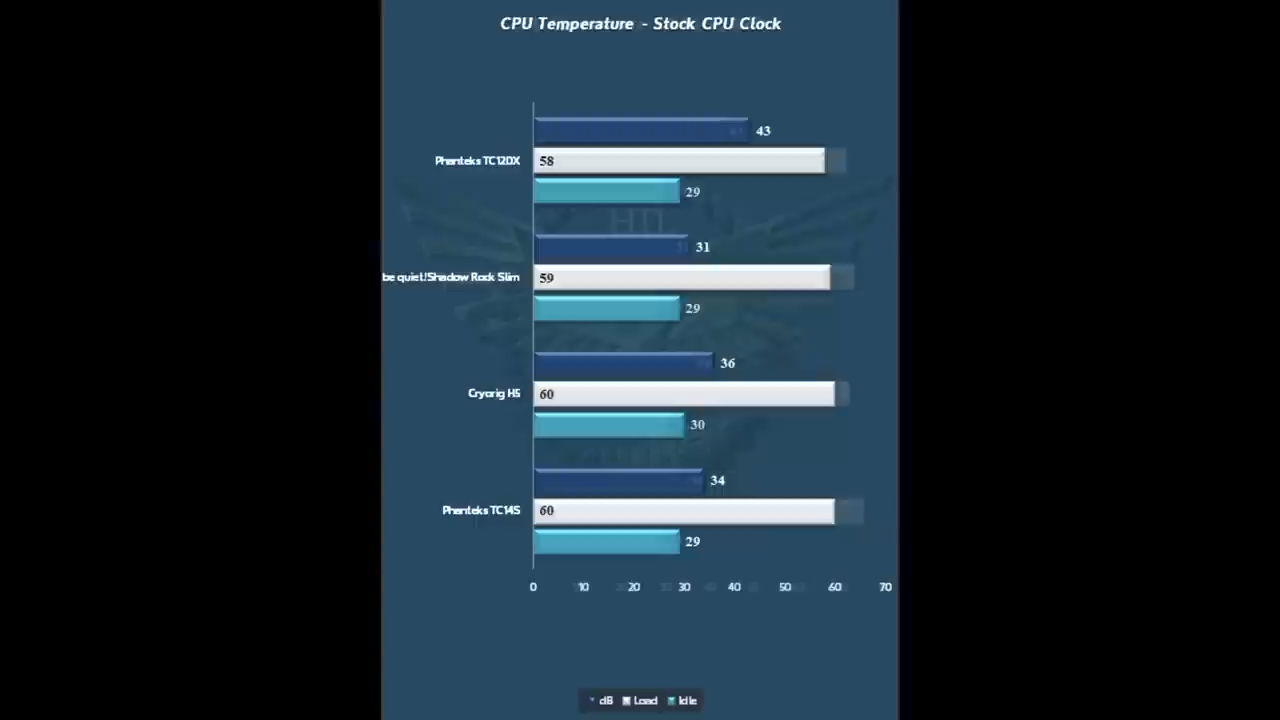 CPU Temperature - Stock CPU Clock
43
Phanteks TC12DX
58
29
31
be quiet!Shadow Rock Slim
59
29
36
Cryorig H5
60
30
34
Phanteks TC14S
60
29
0 10 20 30 40 50 60 70
dB Load Idle